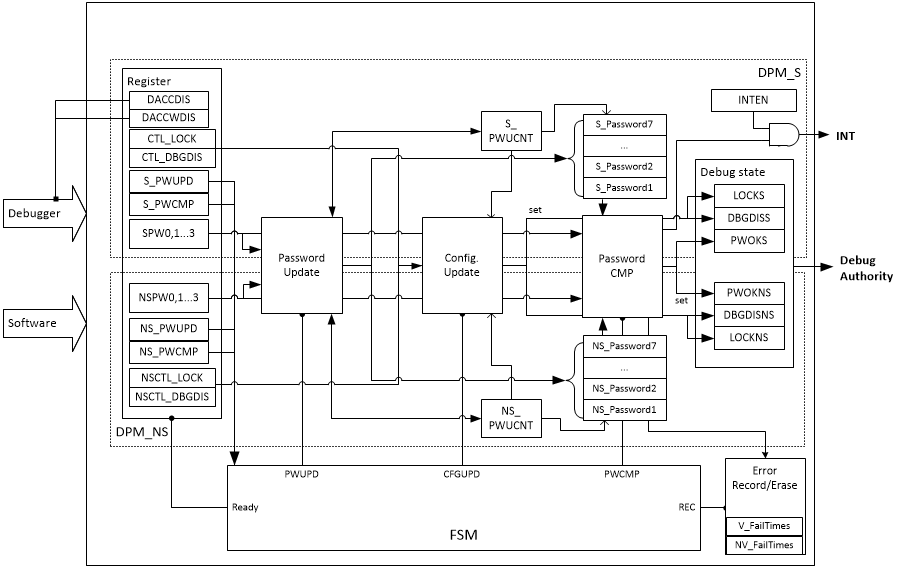 DPM_S
Register
DACCDIS
DACCWDIS
CTL_LOCK
CTL_DBGDIS
S_PWUPD
S_PWCMP
SPW0,1...3
NSPW0,1...3
NS_PWUPD
NS_PWCMP
NSCTL_LOCK
NSCTL_DBGDIS
DPM_NS
Debugger
Software
Password
Update
Config.
Update
S_
PWUCNT
NS_
PWUCNT
set
S_Password7
...
S_Password2
S_Password1
Password
CMP
NS_Password7
...
NS_Password2
NS_Password1
INTEN
INT
Debug state
LOCKS
DBGDISS
PWOKS
PWOKNS
set
DBGDISNS
LOCKNS
Debug
Authority
PWUPD
CFGUPD
PWCMP
Ready
REC
FSM
Error
Record/Erase
V_FailTimes
NV_FailTimes